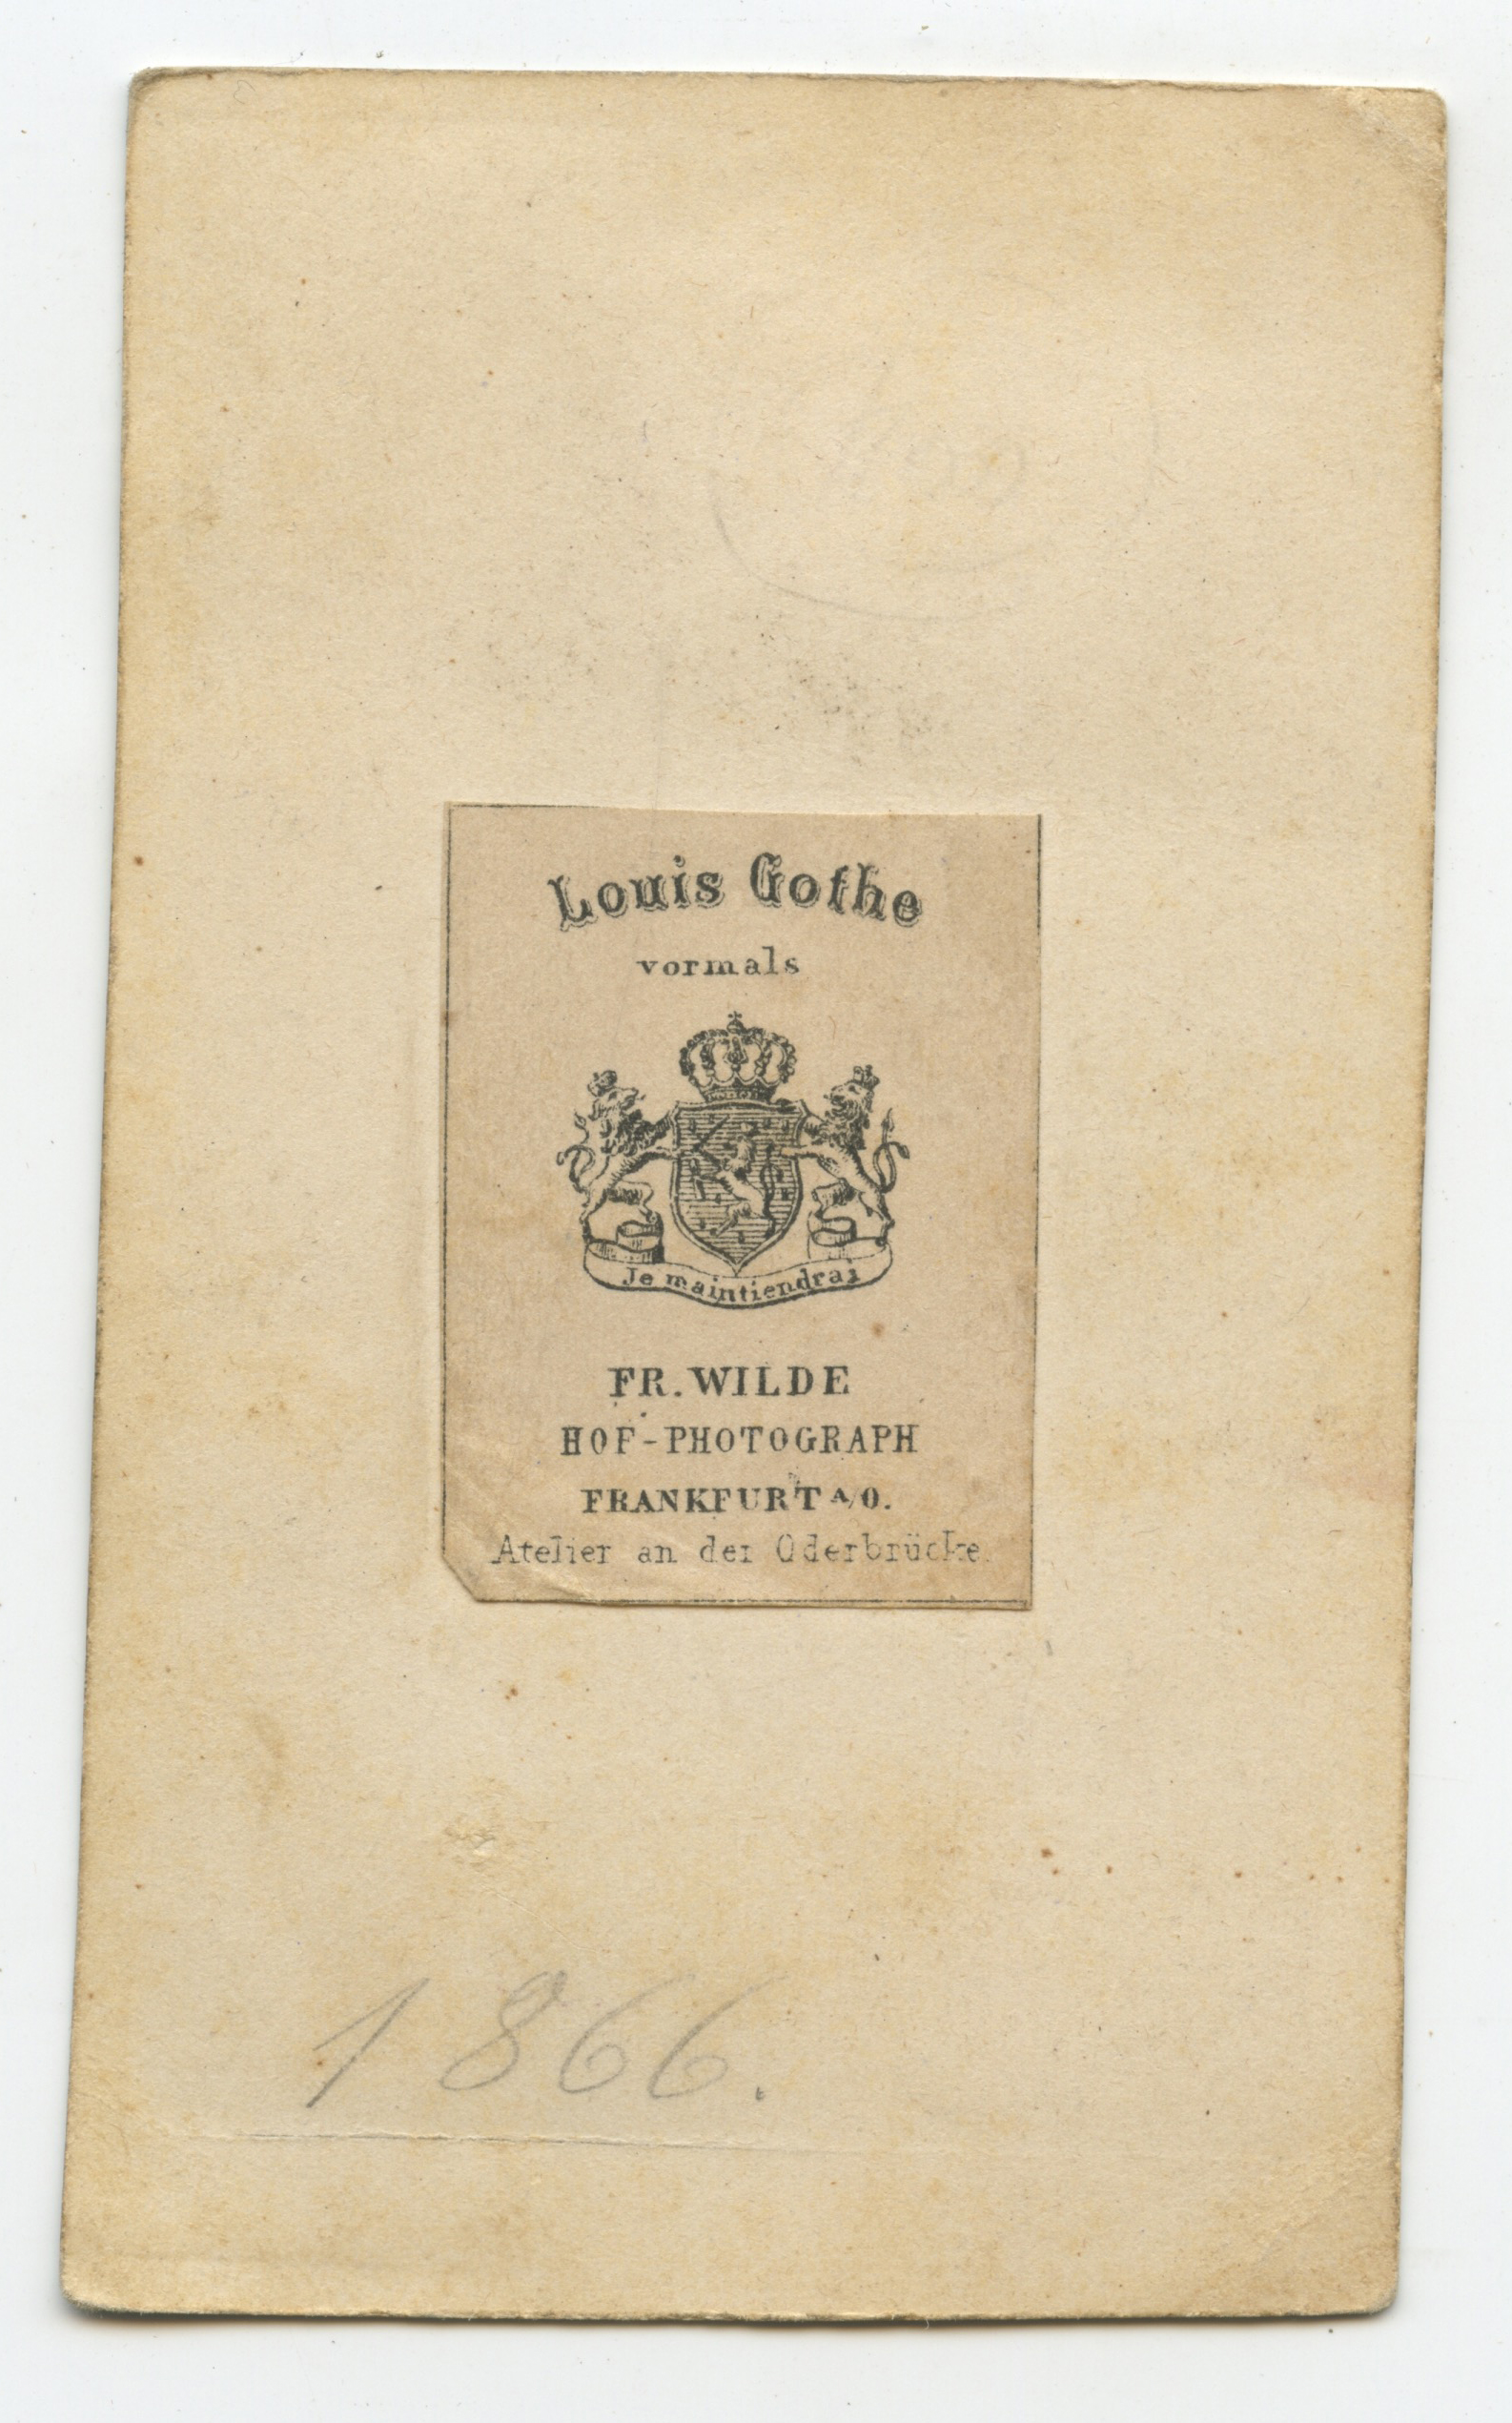 Louis Gothe
vormals
Je maintiendrai
FR. WILDE
HOF-PHOTOGRAPH
FRANKFURT A/O.
Atelier an der Oderbrücke.
1866.